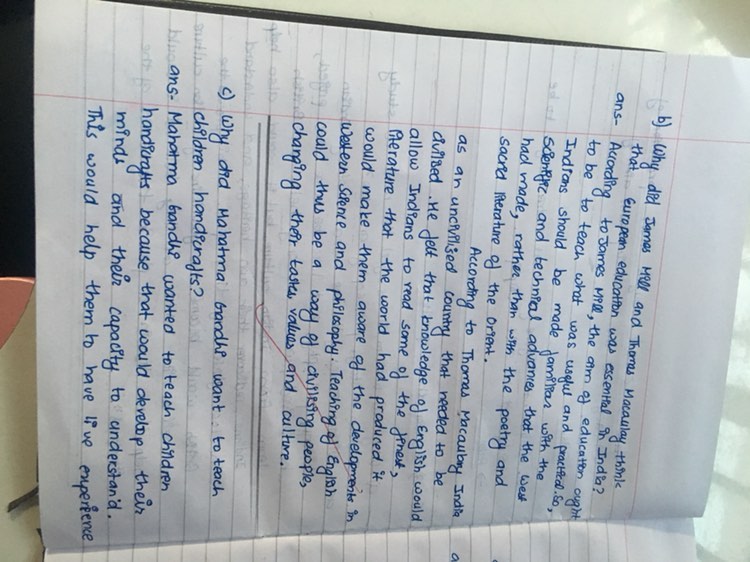 b) Why did James Mill and Thomas Macaulay think
that European education was essential in India?
ans- According to James Mill, the aim of education ought
to be to teach what was useful and practical. So,
Indians should be made familiar with the
scientific and technical advances that the west
had made, rather than with the poetry and
sacred literature of the Orient.
According to Thomas Macaulay India
as an uncivilised county that needed to be
civilised. He felt that knowledge of English would
allow Indians to read some of the finest,
literature that the world had produced it
would make them aware of the developments in
Western Science and philosophy. Teaching of English
could thus be a way of civilising people,
changing their tastes values and culture.
c) Why did Mahatma Gandhi want to teach
children handicrafts?
ans- Mahatma Gandhi wanted to teach children
handicrafts because that would develop their
minds and their capacity to understand.
This would help them to have live experience